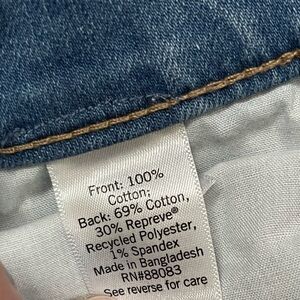 Front: 100%
Cotton;
Back: 69% Cotton,
30% Repreve®
Recycled Polyester,
1% Spandex
Made in Bangladesh
RN#88083
See reverse for care